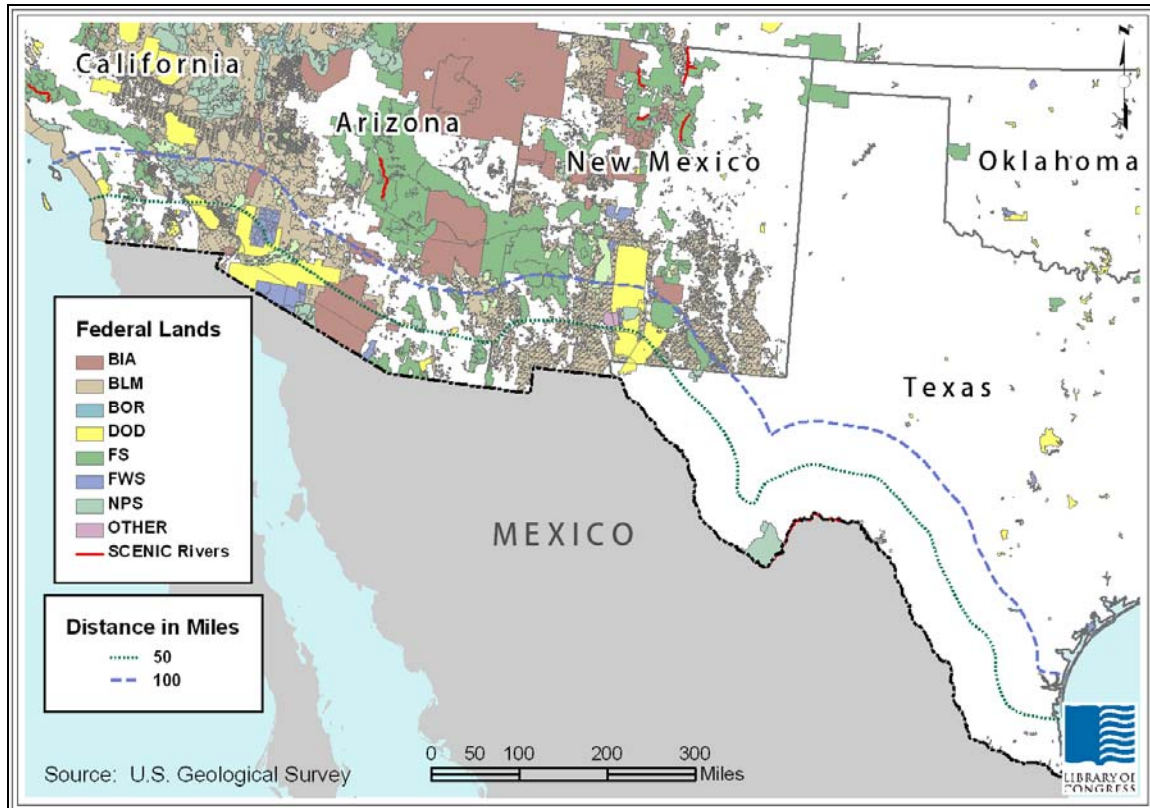 California
Arizona
New Mexico
Oklahoma
Texas
MEXICO
Federal Lands
BIA
BLM
BOR
DOD
FS
FWS
NPS
OTHER
SCENIC Rivers
Distance in Miles
50
100
Source: U.S. Geological Survey
0 50 100 200 300
Miles
LIBRARY OF
CONGRESS